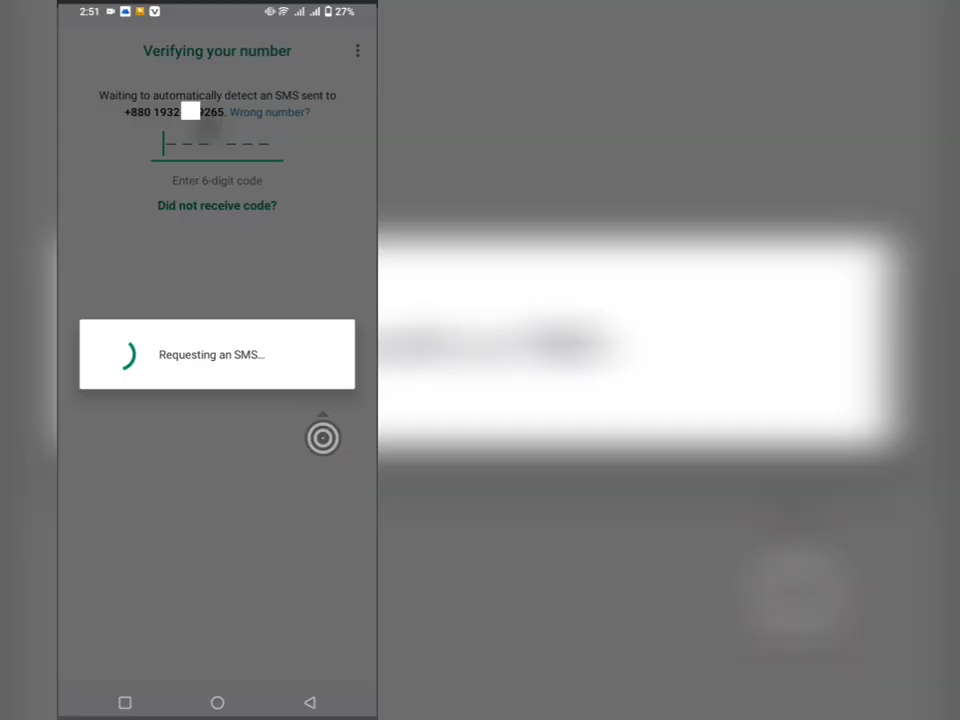 2:51
27%
Verifying your number
Waiting to automatically detect an SMS sent to
+880 1932 9265. Wrong number?
Enter 6-digit code
Did not receive code?
Requesting an SMS...